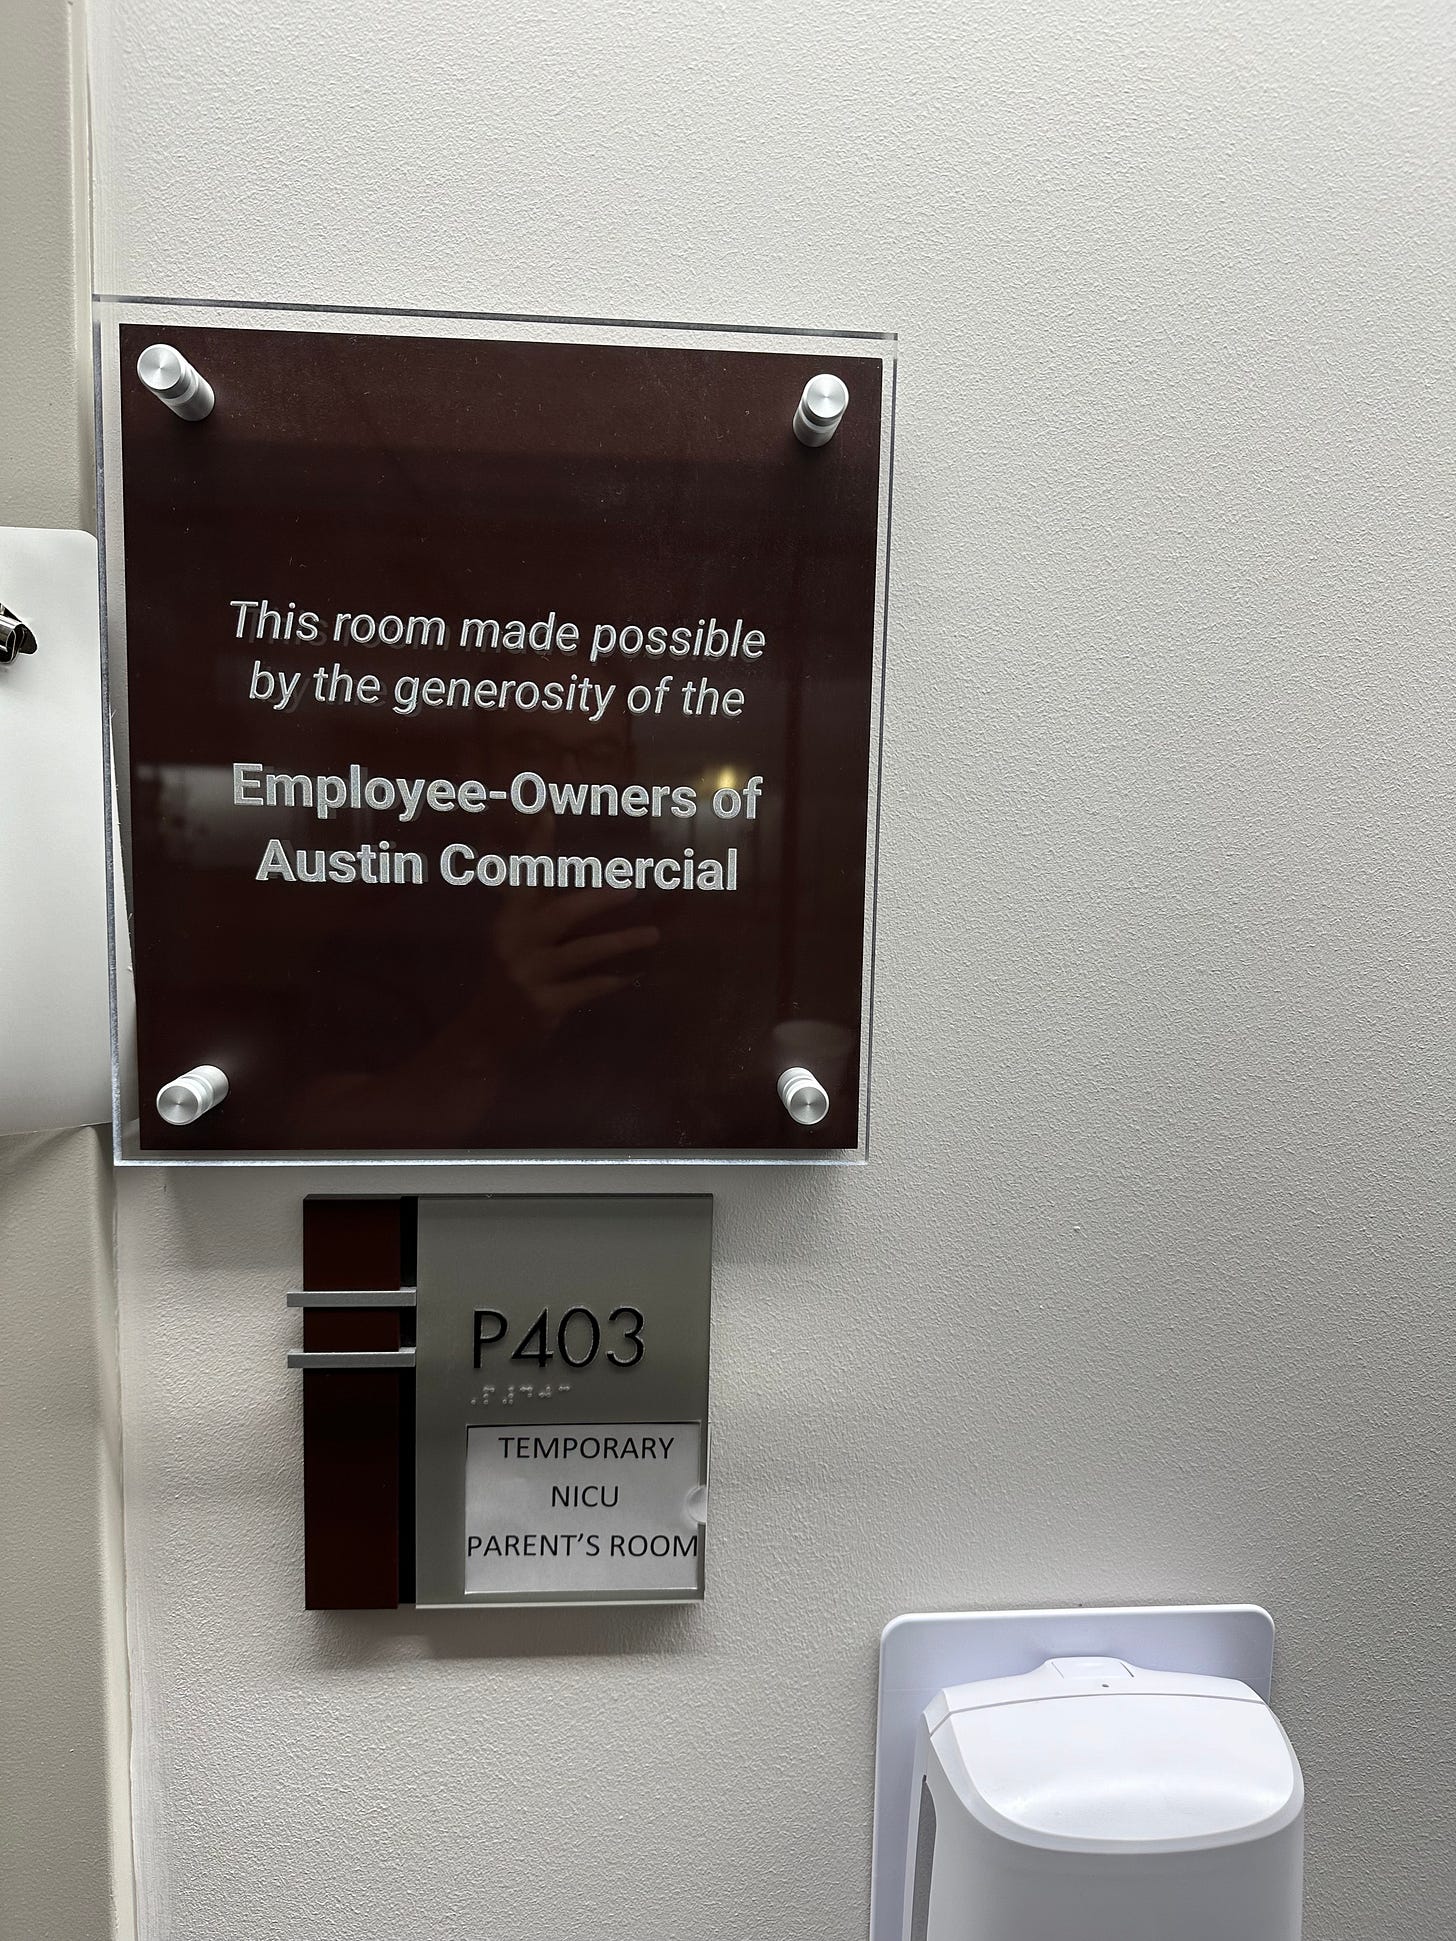 This room made possible
by the generosity of the
Employee-Owners of
Austin Commercial
P403
TEMPORARY
NICU
PARENT'S ROOM